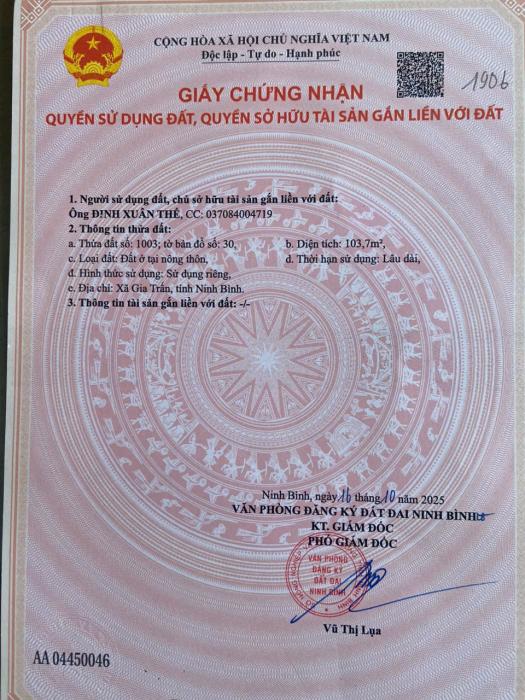 CỘNG HÒA XÃ HỘI CHỦ NGHĨA VIỆT NAM
Độc lập - Tự do - Hạnh phúc
1906
GIẤY CHỨNG NHẬN
QUYỀN SỬ DỤNG ĐẤT, QUYỀN SỞ HỮU TÀI SẢN GẮN LIỀN VỚI ĐẤT
1. Người sử dụng đất, chủ sở hữu tài sản gắn liền với đất:
Ông ĐINH XUÂN THẾ, CC: 037084004719
2. Thông tin thửa đất:
a. Thửa đất số: 1003; tờ bản đồ số: 30, b. Diện tích: 103,7m²,
c. Loại đất: Đất ở tại nông thôn, d. Thời hạn sử dụng: Lâu dài,
đ. Hình thức sử dụng: Sử dụng riêng,
e. Địa chỉ: Xã Gia Trấn, tỉnh Ninh Bình.
3. Thông tin tài sản gắn liền với đất: -/-
Ninh Bình, ngày 16 tháng 10 năm 2025
VĂN PHÒNG ĐĂNG KÝ ĐẤT ĐAI NINH BÌNH
KT. GIÁM ĐỐC
PHÓ GIÁM ĐỐC
VĂN PHÒNG
ĐĂNG KÝ
ĐẤT ĐAI
NINH BÌNH
Vũ Thị Lụa
AA 04450046